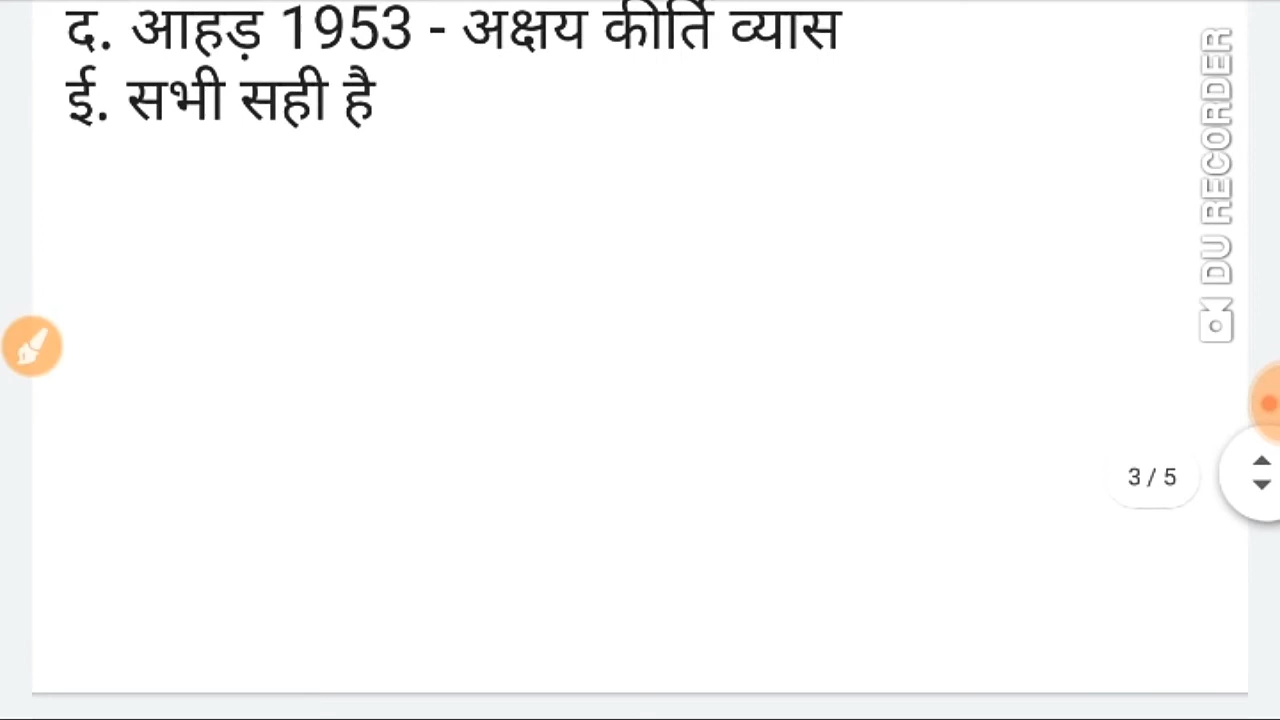 द. आहड़ 1953 - अक्षय कीर्ति व्यास
ई. सभी सही है
DU RECORDER
3 / 5